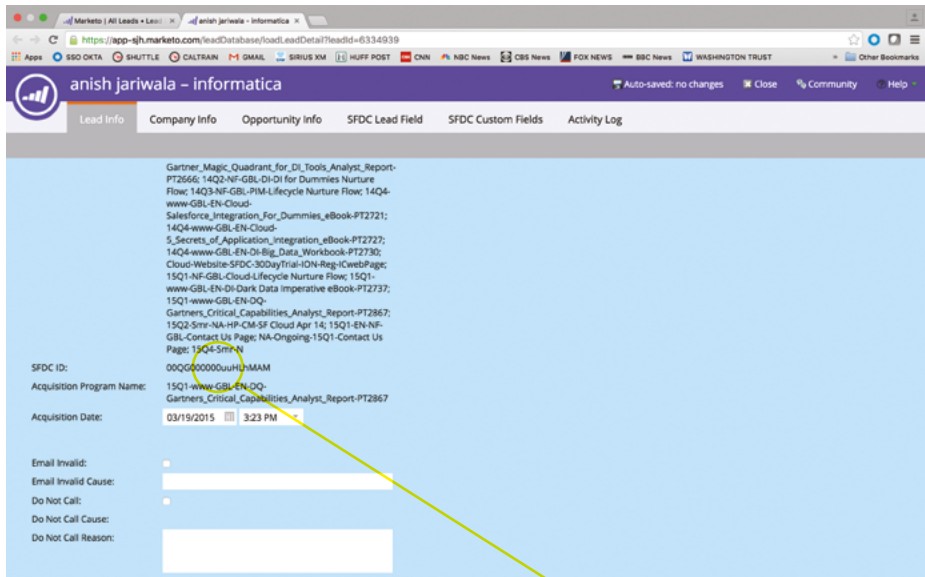 Marketo | All Leads • Lead
anish jariwala - informatica
https://app-sjh.marketo.com/leadDatabase/loadLeadDetail?leadId=6334939
Apps SSO OKTA SHUTTLE CALTRAIN GMAIL SIRIUS XM HUFF POST CNN NBC News CBS News FOX NEWS BBC News WASHINGTON TRUST » Other Bookmarks
anish jariwala – informatica
Auto-saved: no changes Close Community Help
Lead Info Company Info Opportunity Info SFDC Lead Field SFDC Custom Fields Activity Log
Gartner_Magic_Quadrant_for_DI_Tools_Analyst_Report-
PT2666; 14Q2-NF-GBL-DI-DI for Dummies Nurture
Flow; 14Q3-NF-GBL-PIM-Lifecycle Nurture Flow; 14Q4-
www-GBL-EN-Cloud-
Salesforce_Integration_For_Dummies_eBook-PT2721;
14Q4-www-GBL-EN-Cloud-
5_Secrets_of_Application_Integration_eBook-PT2727;
14Q4-www-GBL-EN-DI-Big_Data_Workbook-PT2730;
Cloud-Website-SFDC-30DayTrial-ION-Reg-ICwebPage;
15Q1-NF-GBL-Cloud-Lifecycle Nurture Flow; 15Q1-
www-GBL-EN-DI-Dark Data Imperative eBook-PT2737;
15Q1-www-GBL-EN-DQ-
Gartners_Critical_Capabilities_Analyst_Report-PT2867;
15Q2-Smr-NA-HP-CM-SF Cloud Apr 14; 15Q1-EN-NF-
GBL-Contact Us Page; NA-Ongoing-15Q1-Contact Us
Page; 15Q4-Smr-N
SFDC ID: 00QG000000uuHLhMAM
Acquisition Program Name: 15Q1-www-GBL-EN-DQ-
Gartners_Critical_Capabilities_Analyst_Report-PT2867
Acquisition Date: 03/19/2015 3:23 PM
Email Invalid:
Email Invalid Cause:
Do Not Call:
Do Not Call Cause:
Do Not Call Reason: